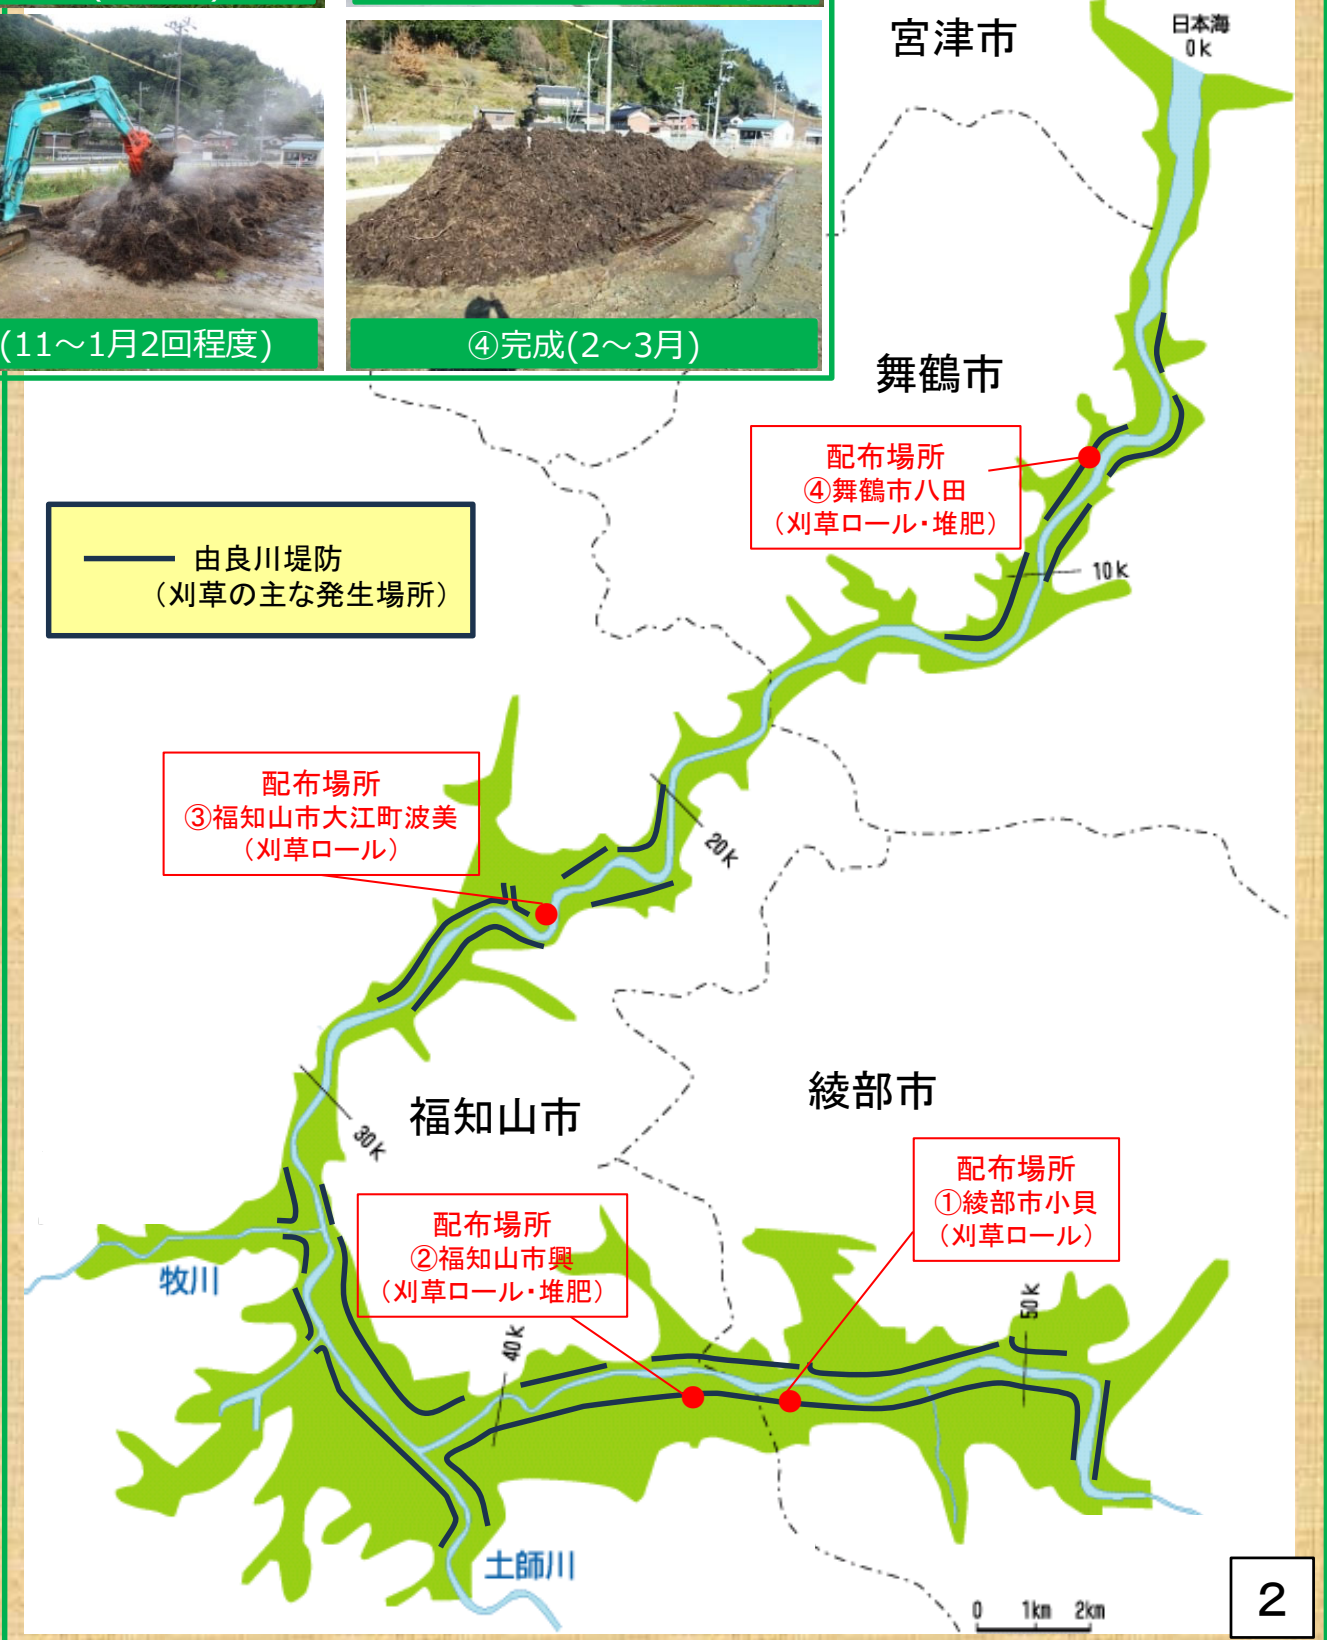 (11～1月2回程度)
④完成(2～3月)
宮津市
日本海
0k
舞鶴市
配布場所
④舞鶴市八田
（刈草ロール・堆肥）
由良川堤防
（刈草の主な発生場所）
10k
配布場所
③福知山市大江町波美
（刈草ロール）
20k
福知山市
綾部市
30k
配布場所
①綾部市小貝
（刈草ロール）
配布場所
②福知山市興
（刈草ロール・堆肥）
牧川
50k
40k
土師川
0 1km 2km
2